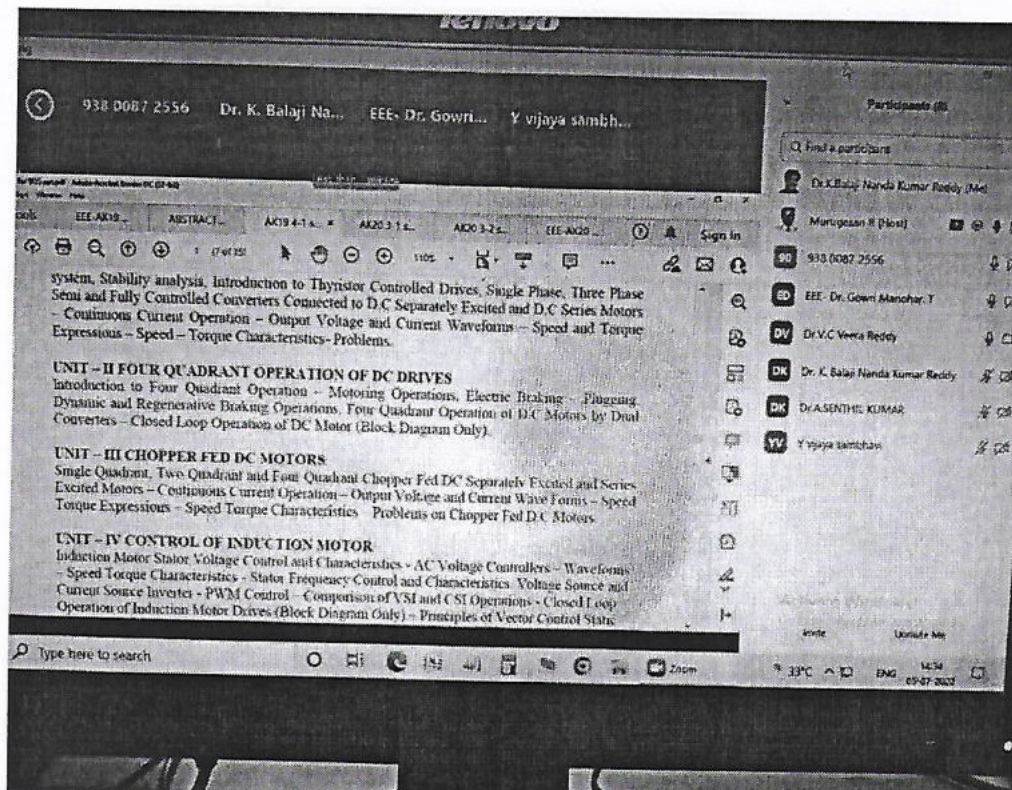 lenovo
938 0087 2556 Dr. K. Balaji Na... EEE- Dr. Gowri... Y vijaya sambh...
Participants (8)
Find a participant
Dr.K.Balaji Nanda Kumar Reddy (Me)
Murugesan R (Host)
90 938 0087 2556
ED EEE- Dr. Gowri Manohar. T
DV Dr.V.C Veera Reddy
DK Dr. K. Balaji Nanda Kumar Reddy
DK Dr A.SENTHIL KUMAR
YV Y vijaya sambhavi
Invite Unmute Me
EEE-AK19... ABSTRACT... AK19 4-1 s... × AK20 3-1 s... AK20 3-2 s... EEE-AK20 ... Sign In
110%
system, Stability analysis, Introduction to Thyristor Controlled Drives, Single Phase, Three Phase
Semi and Fully Controlled Converters Connected to D.C Separately Excited and D.C Series Motors
– Continuous Current Operation – Output Voltage and Current Waveforms – Speed and Torque
Expressions – Speed – Torque Characteristics- Problems.
UNIT – II FOUR QUADRANT OPERATION OF DC DRIVES
Introduction to Four Quadrant Operation – Motoring Operations, Electric Braking – Plugging,
Dynamic and Regenerative Braking Operations, Four Quadrant Operation of D.C Motors by Dual
Converters – Closed Loop Operation of DC Motor (Block Diagram Only).
UNIT – III CHOPPER FED DC MOTORS
Single Quadrant, Two Quadrant and Four Quadrant Chopper Fed DC Separately Excited and Series
Excited Motors – Continuous Current Operation – Output Voltage and Current Wave Forms – Speed
Torque Expressions – Speed Torque Characteristics Problems on Chopper Fed D.C Motors
UNIT – IV CONTROL OF INDUCTION MOTOR
Induction Motor Stator Voltage Control and Characteristics - AC Voltage Controllers – Waveforms
– Speed Torque Characteristics - Stator Frequency Control and Characteristics. Voltage Source and
Current Source Inverter - PWM Control – Comparison of VSI and CSI Operations - Closed Loop
Operation of Induction Motor Drives (Block Diagram Only) – Principles of Vector Control Static
Type here to search Zoom 33°C ENG 14:34